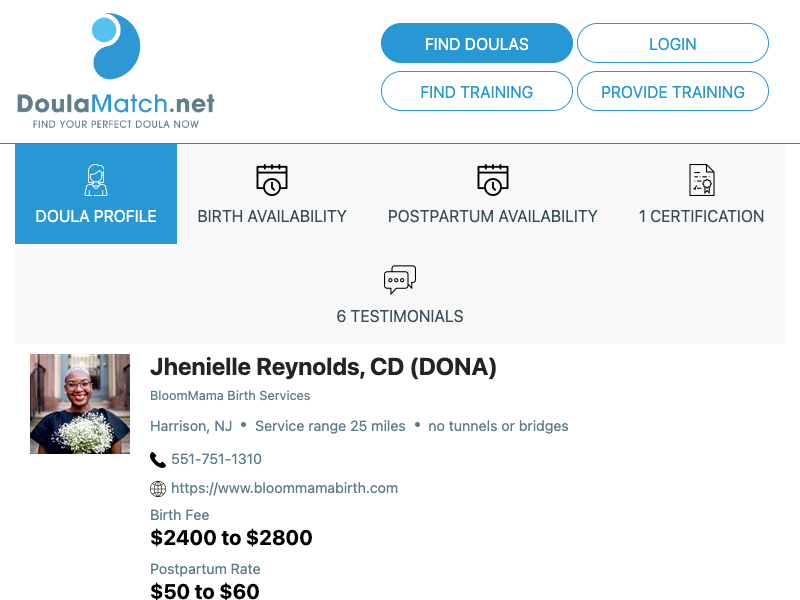 DoulaMatch.net
FIND YOUR PERFECT DOULA NOW
FIND DOULAS
LOGIN
FIND TRAINING
PROVIDE TRAINING
DOULA PROFILE
BIRTH AVAILABILITY
POSTPARTUM AVAILABILITY
1 CERTIFICATION
6 TESTIMONIALS
Jhenielle Reynolds, CD (DONA)
BloomMama Birth Services
Harrison, NJ • Service range 25 miles • no tunnels or bridges
551-751-1310
https://www.bloommamabirth.com
Birth Fee
$2400 to $2800
Postpartum Rate
$50 to $60